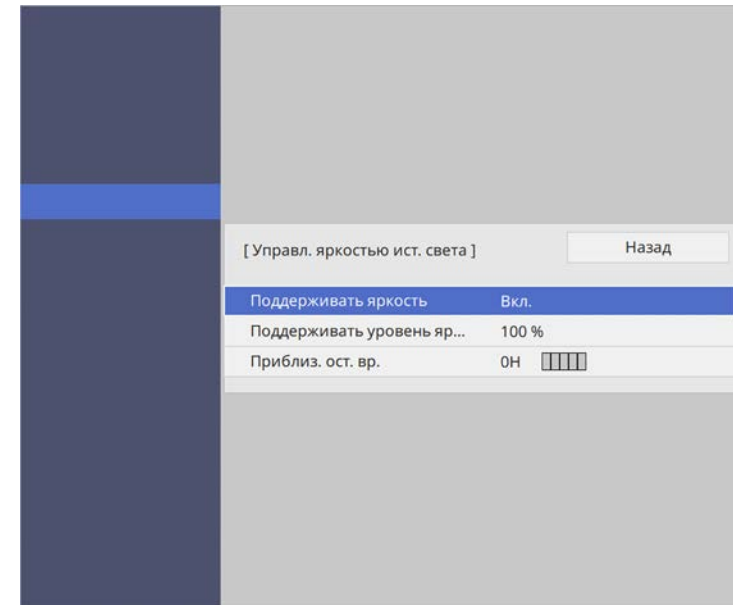 [ Управл. яркостью ист. света ] Назад
Поддерживать яркость Вкл.
Поддерживать уровень яр... 100 %
Приблиз. ост. вр. 0H